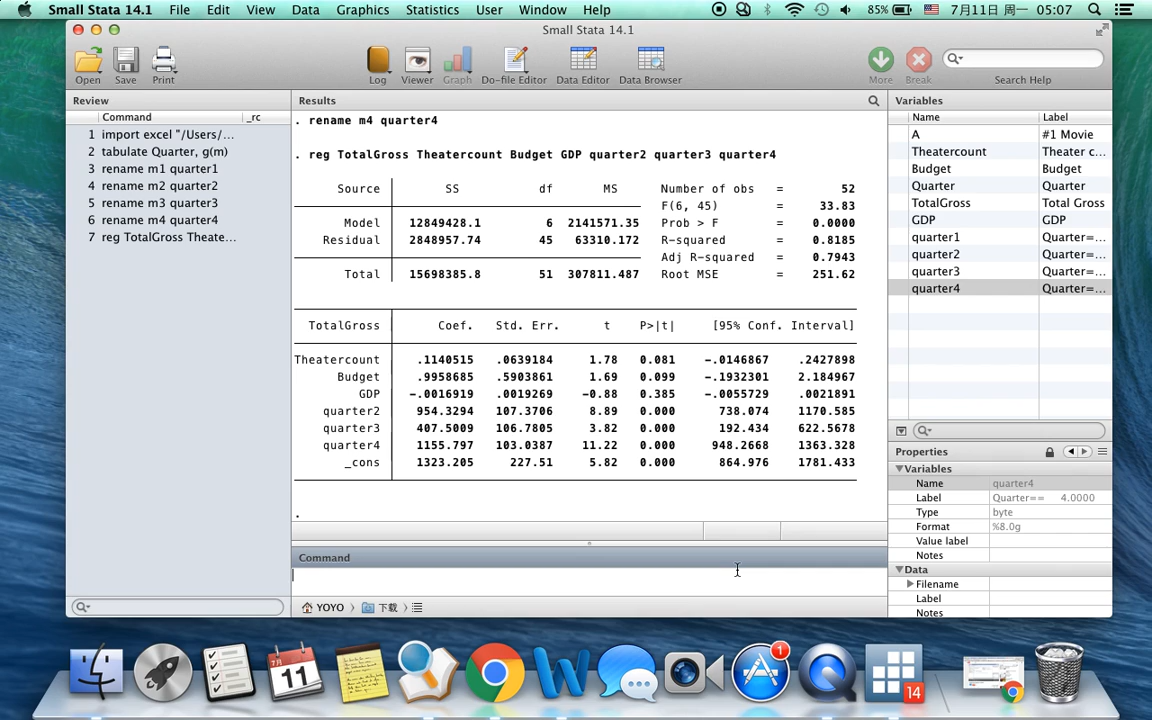 Small Stata 14.1 File Edit View Data Graphics Statistics User Window Help 85% 7月11日 周一 05:07
Small Stata 14.1
Open Save Print Log Viewer Graph Do-file Editor Data Editor Data Browser More Break Search Help
Review
Command _rc
1 import excel "/Users/...
2 tabulate Quarter, g(m)
3 rename m1 quarter1
4 rename m2 quarter2
5 rename m3 quarter3
6 rename m4 quarter4
7 reg TotalGross Theate...
Results
. rename m4 quarter4
. reg TotalGross Theatercount Budget GDP quarter2 quarter3 quarter4
Source SS df MS Number of obs = 52
F(6, 45) = 33.83
Model 12849428.1 6 2141571.35 Prob > F = 0.0000
Residual 2848957.74 45 63310.172 R-squared = 0.8185
Adj R-squared = 0.7943
Total 15698385.8 51 307811.487 Root MSE = 251.62
TotalGross Coef. Std. Err. t P>|t| [95% Conf. Interval]
Theatercount .1140515 .0639184 1.78 0.081 -.0146867 .2427898
Budget .9958685 .5903861 1.69 0.099 -.1932301 2.184967
GDP -.0016919 .0019269 -0.88 0.385 -.0055729 .0021891
quarter2 954.3294 107.3706 8.89 0.000 738.074 1170.585
quarter3 407.5009 106.7805 3.82 0.000 192.434 622.5678
quarter4 1155.797 103.0387 11.22 0.000 948.2668 1363.328
_cons 1323.205 227.51 5.82 0.000 864.976 1781.433
.
Command
YOYO 下载
Variables
Name Label
A #1 Movie
Theatercount Theater c...
Budget Budget
Quarter Quarter
TotalGross Total Gross
GDP GDP
quarter1 Quarter=...
quarter2 Quarter=...
quarter3 Quarter=...
quarter4 Quarter=...
Properties
Variables
Name quarter4
Label Quarter== 4.0000
Type byte
Format %8.0g
Value label
Notes
Data
Filename
Label
Notes
7月
11
1
14